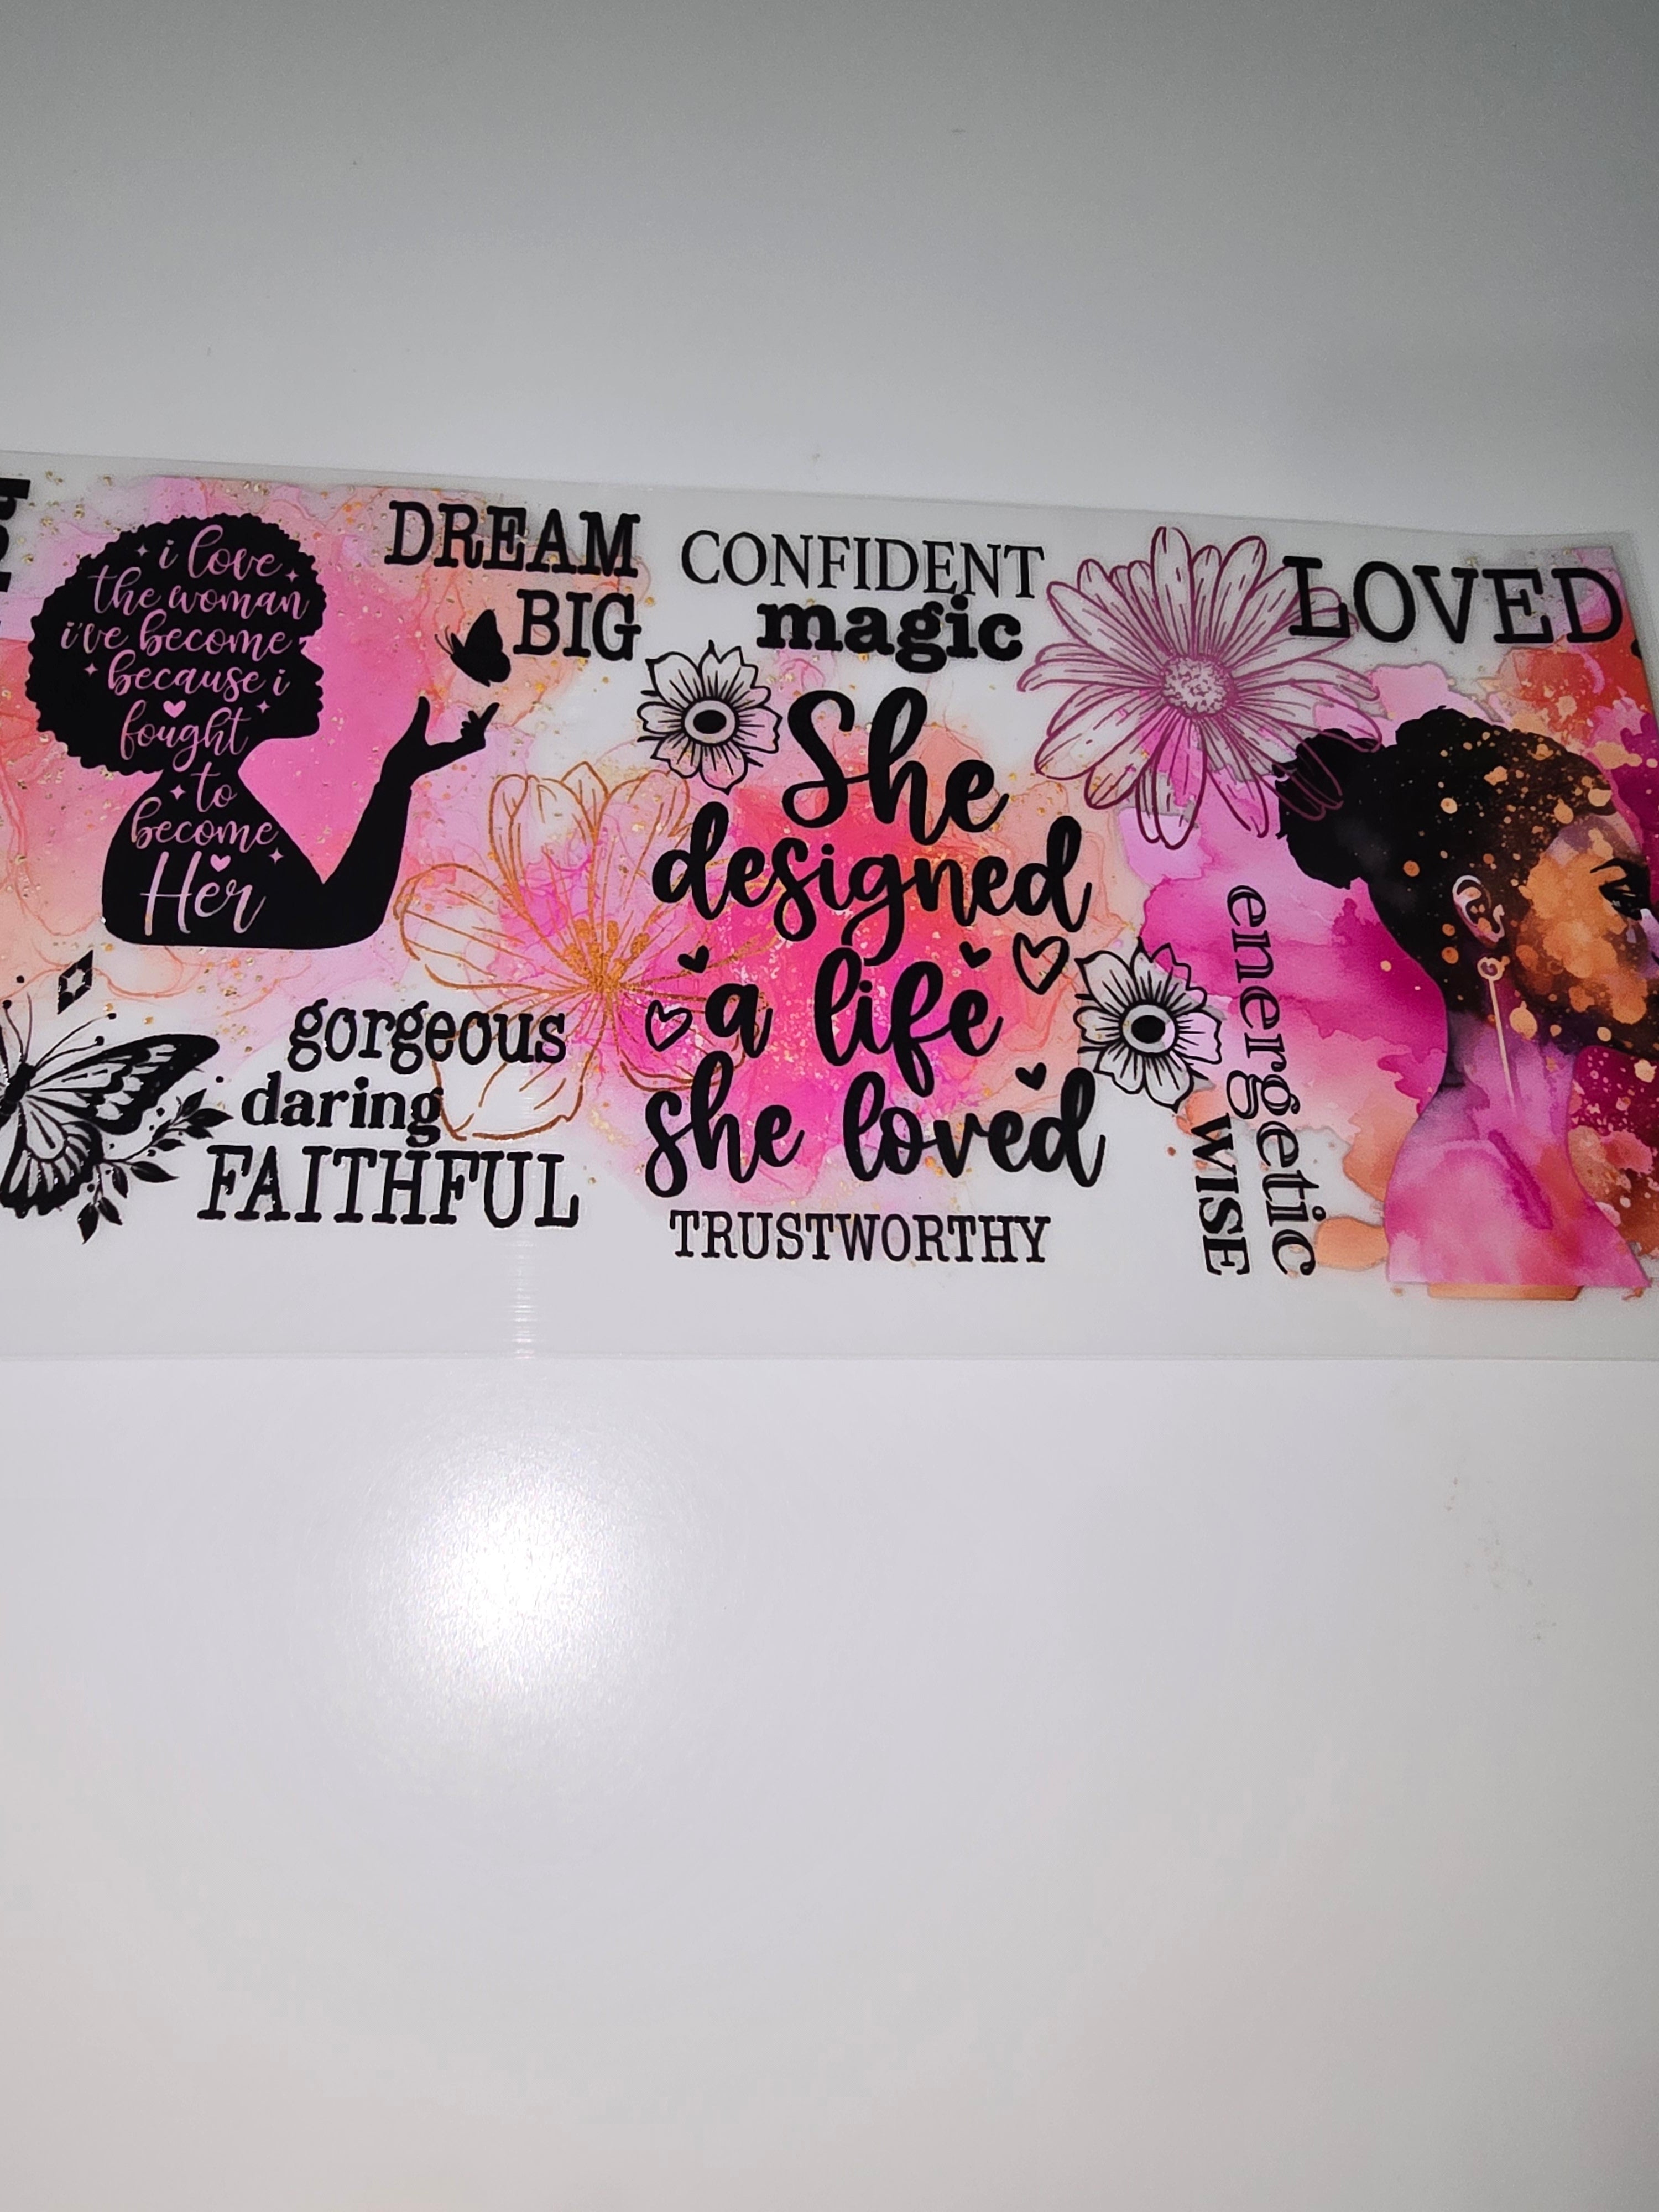 i love
the woman
i've become
because i
fought
to
become
Her
DREAM
BIG
gorgeous
daring
FAITHFUL
CONFIDENT
magic
She
designed
a life
she loved
TRUSTWORTHY
LOVED
energetic
WISE